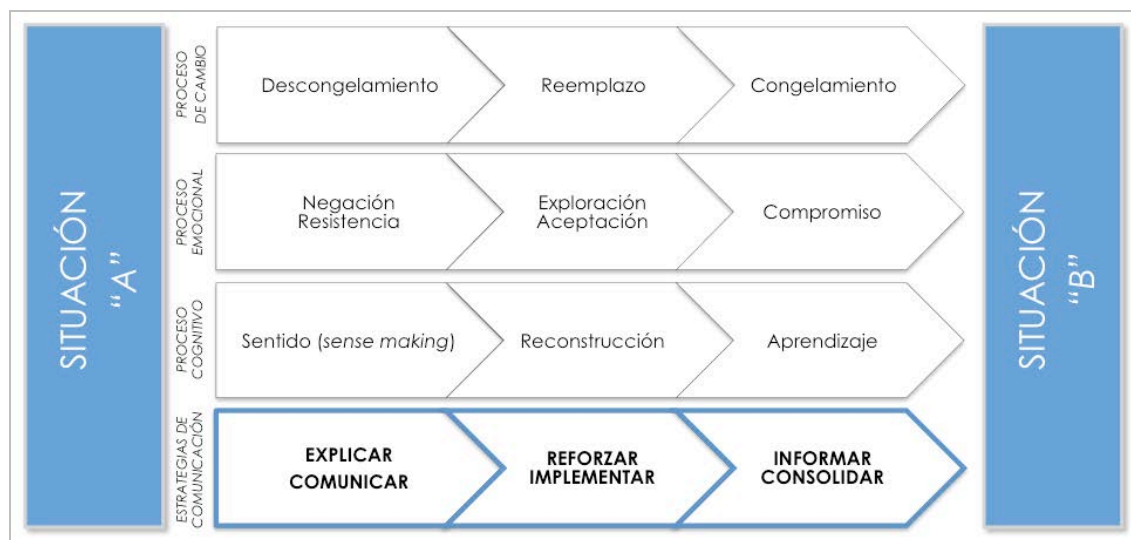 SITUACIÓN
“A”
PROCESO
DE CAMBIO
Descongelamiento
Reemplazo
Congelamiento
PROCESO
EMOCIONAL
Negación
Resistencia
Exploración
Aceptación
Compromiso
PROCESO
COGNITIVO
Sentido (sense making)
Reconstrucción
Aprendizaje
ESTRATEGIAS DE
COMUNICACIÓN
EXPLICAR
COMUNICAR
REFORZAR
IMPLEMENTAR
INFORMAR
CONSOLIDAR
SITUACIÓN
“B”